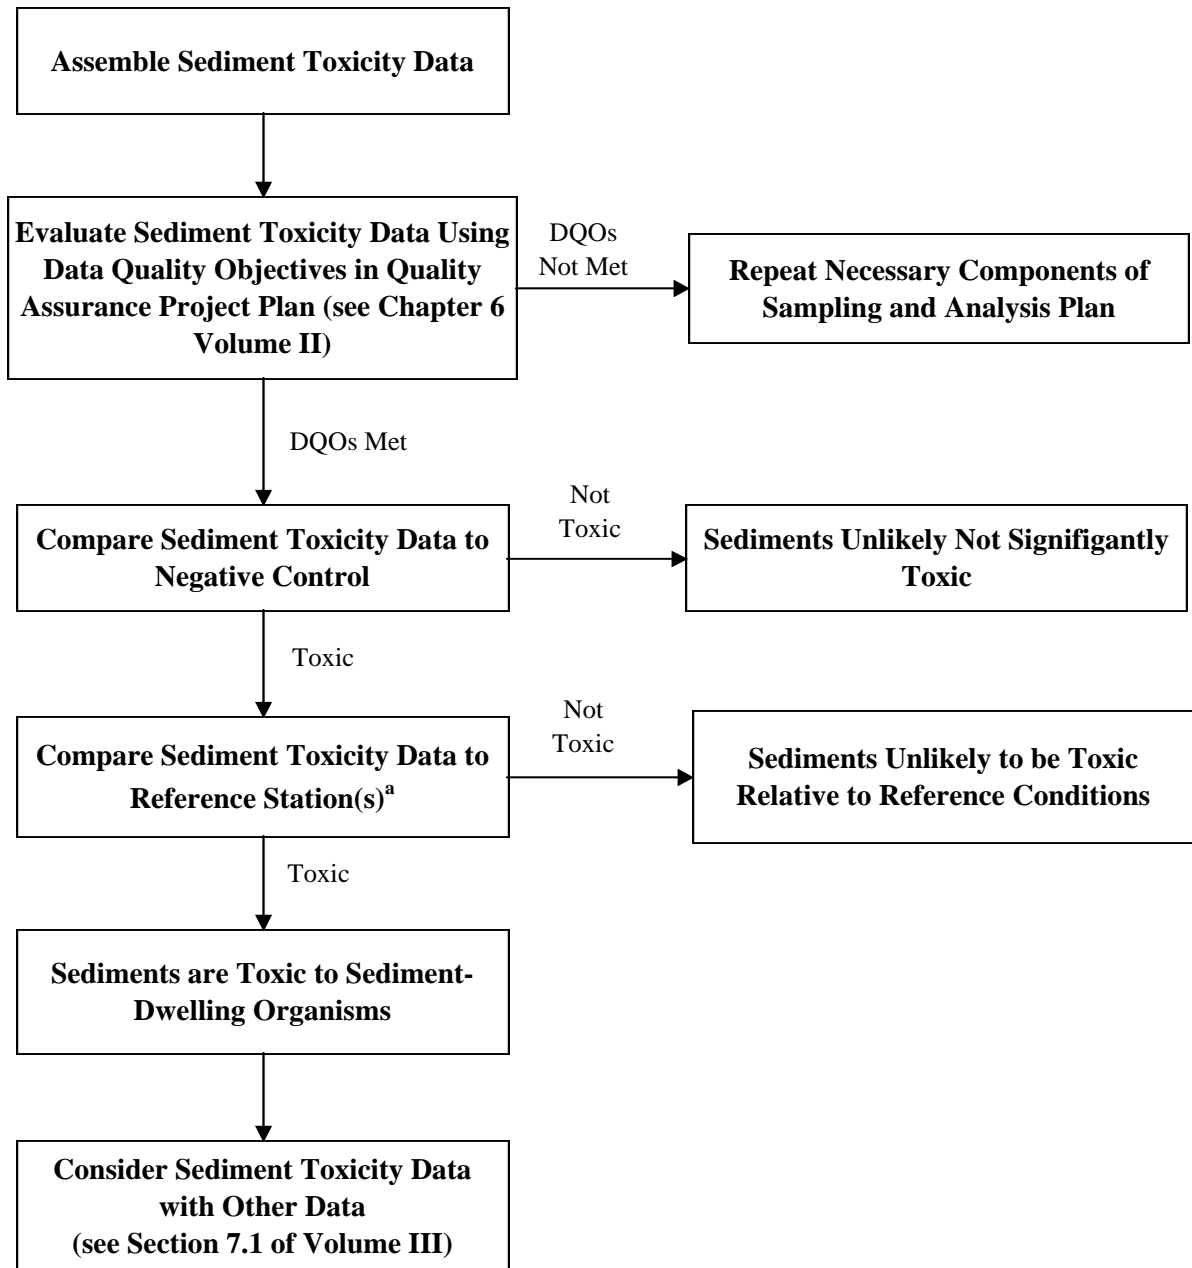 Assemble Sediment Toxicity Data
Evaluate Sediment Toxicity Data Using
Data Quality Objectives in Quality
Assurance Project Plan (see Chapter 6
Volume II)
DQOs
Not Met
Repeat Necessary Components of
Sampling and Analysis Plan
DQOs Met
Compare Sediment Toxicity Data to
Negative Control
Not
Toxic
Sediments Unlikely Not Signifigantly
Toxic
Toxic
Compare Sediment Toxicity Data to
Reference Station(s)a
Not
Toxic
Sediments Unlikely to be Toxic
Relative to Reference Conditions
Toxic
Sediments are Toxic to Sediment-
Dwelling Organisms
Consider Sediment Toxicity Data
with Other Data
(see Section 7.1 of Volume III)